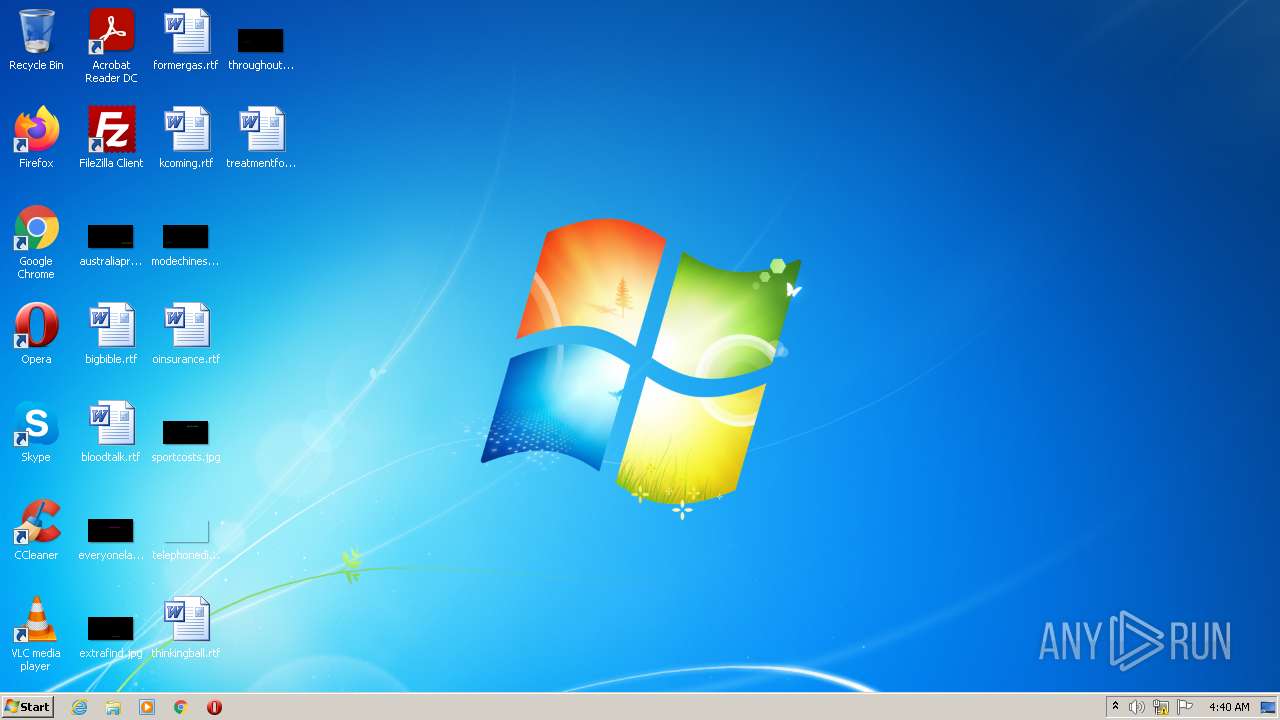 Recycle Bin
Acrobat
Reader DC
formergas.rtf
throughout...
Firefox
FileZilla Client
kcoming.rtf
treatmentfo...
Google
Chrome
australiapr...
modechines...
Opera
bigbible.rtf
oinsurance.rtf
Skype
bloodtalk.rtf
sportcosts.jpg
CCleaner
everyonela...
telephonedi...
VLC media
player
extrafind.jpg
thinkingball.rtf
ANY RUN
Start
4:40 AM